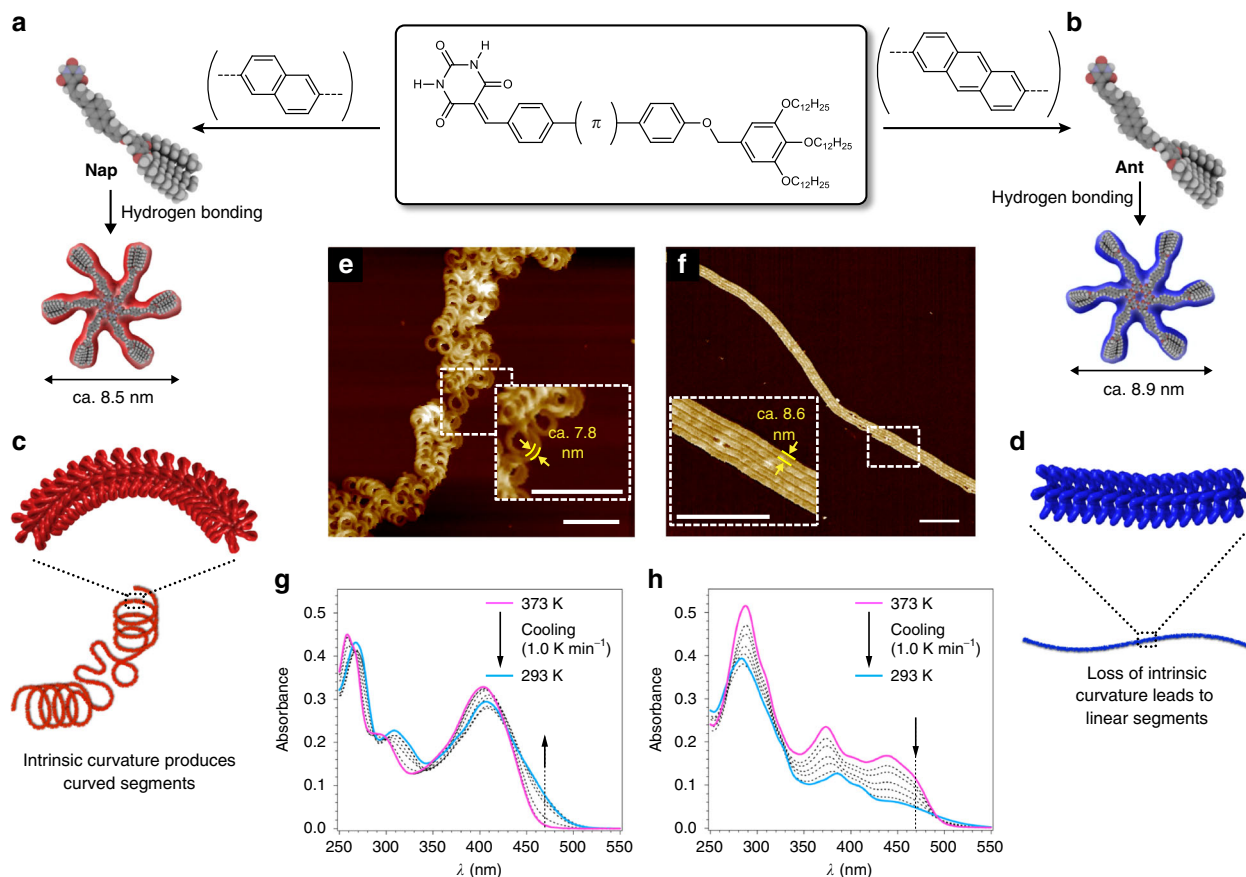 a
b
H
O
N
O
H
N
O
O
OC₁₂H₂₅
( π )
OC₁₂H₂₅
OC₁₂H₂₅
Nap
Ant
Hydrogen bonding
Hydrogen bonding
ca. 8.5 nm
ca. 8.9 nm
e
ca. 7.8
nm
f
ca. 8.6
nm
c
Intrinsic curvature produces
curved segments
d
Loss of intrinsic
curvature leads to
linear segments
g
373 K
Cooling
(1.0 K min⁻¹)
293 K
Absorbance
0.5
0.4
0.3
0.2
0.1
0.0
250 300 350 400 450 500 550
λ (nm)
h
373 K
Cooling
(1.0 K min⁻¹)
293 K
Absorbance
0.5
0.4
0.3
0.2
0.1
0.0
250 300 350 400 450 500 550
λ (nm)